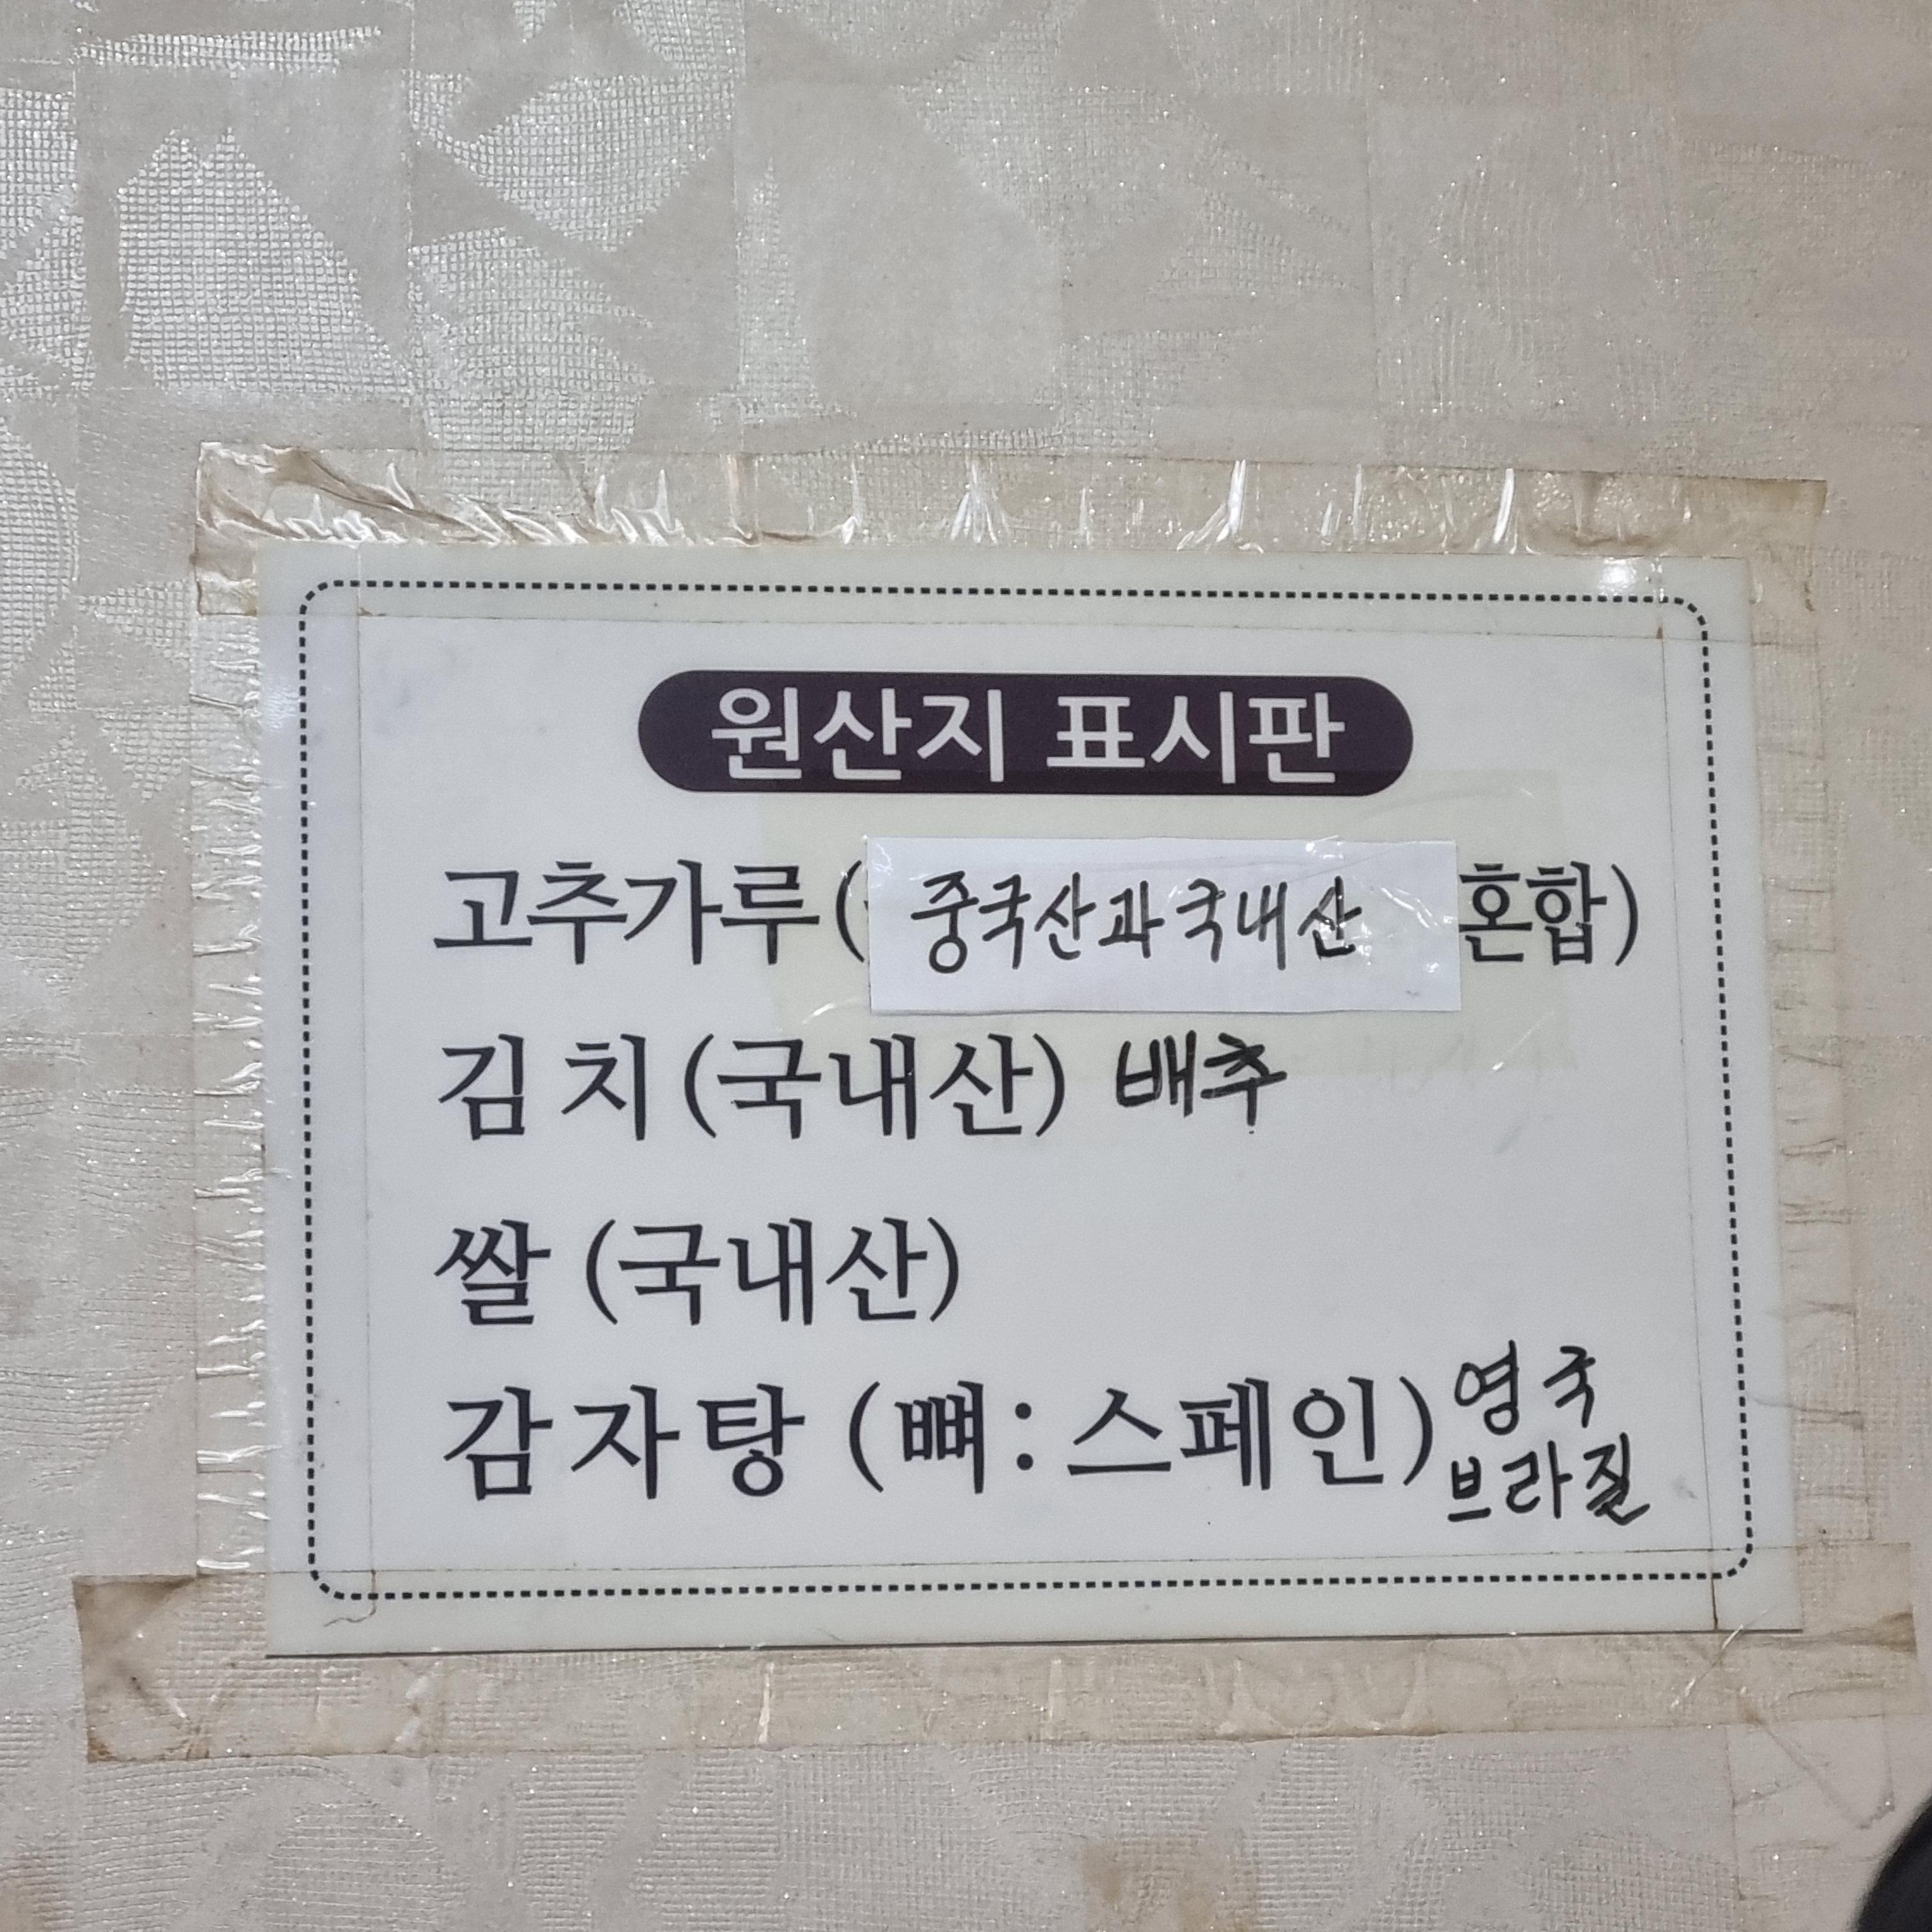 원산지 표시판
고추가루(중국산과국내산 혼합)
김치(국내산) 배추
쌀 (국내산)
감자탕 (뼈:스페인) 영국
브라질